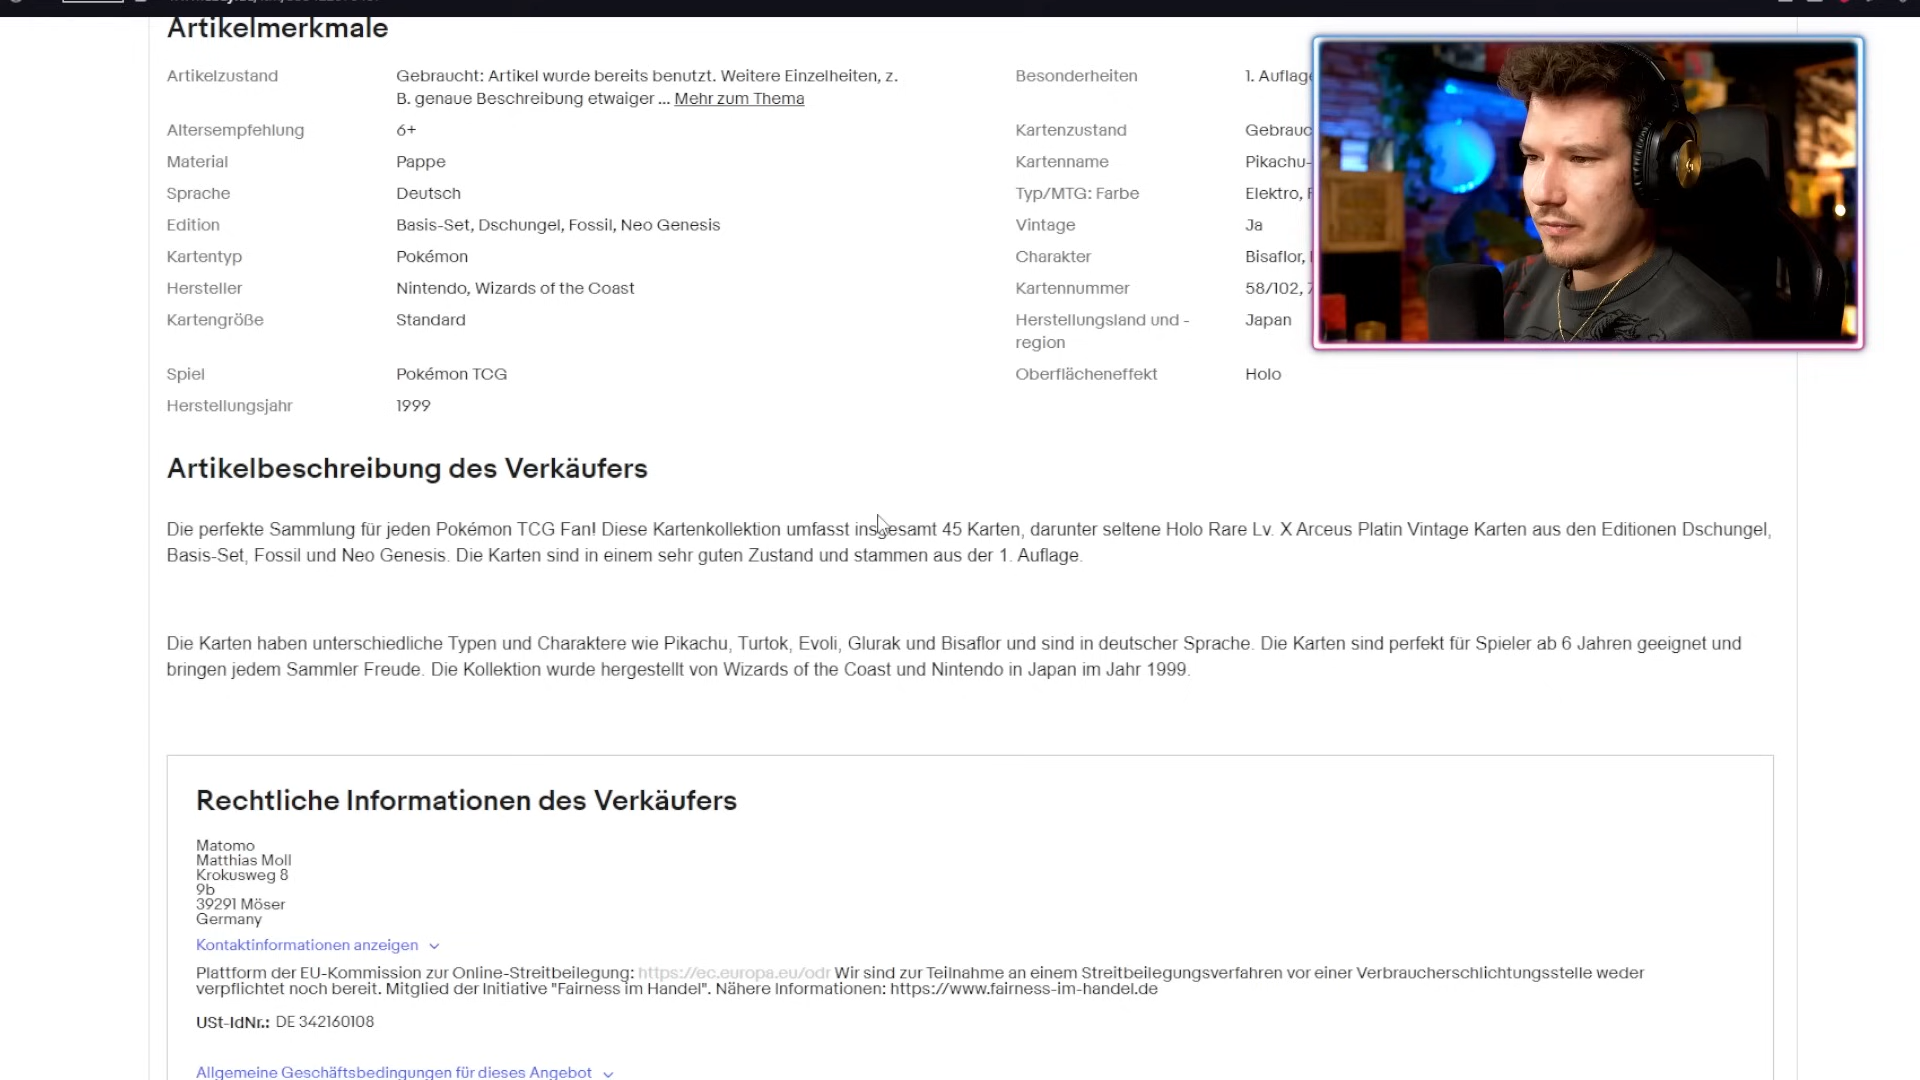 Artikelmerkmale
Artikelzustand Gebraucht: Artikel wurde bereits benutzt. Weitere Einzelheiten, z. B. genaue Beschreibung etwaiger ... Mehr zum Thema
Altersempfehlung 6+
Material Pappe
Sprache Deutsch
Edition Basis-Set, Dschungel, Fossil, Neo Genesis
Kartentyp Pokémon
Hersteller Nintendo, Wizards of the Coast
Kartengröße Standard
Spiel Pokémon TCG
Herstellungsjahr 1999
Besonderheiten 1. Auflage
Kartenzustand Gebrauc
Kartenname Pikachu-
Typ/MTG: Farbe Elektro,
Vintage Ja
Charakter Bisaflor,
Kartennummer 58/102,
Herstellungsland und -region Japan
Oberflächeneffekt Holo
Artikelbeschreibung des Verkäufers
Die perfekte Sammlung für jeden Pokémon TCG Fan! Diese Kartenkollektion umfasst insgesamt 45 Karten, darunter seltene Holo Rare Lv. X Arceus Platin Vintage Karten aus den Editionen Dschungel,
Basis-Set, Fossil und Neo Genesis. Die Karten sind in einem sehr guten Zustand und stammen aus der 1. Auflage.
Die Karten haben unterschiedliche Typen und Charaktere wie Pikachu, Turtok, Evoli, Glurak und Bisaflor und sind in deutscher Sprache. Die Karten sind perfekt für Spieler ab 6 Jahren geeignet und
bringen jedem Sammler Freude. Die Kollektion wurde hergestellt von Wizards of the Coast und Nintendo in Japan im Jahr 1999.
Rechtliche Informationen des Verkäufers
Matomo
Matthias Moll
Krokusweg 8
9b
39291 Möser
Germany
Kontaktinformationen anzeigen
Plattform der EU-Kommission zur Online-Streitbeilegung: https://ec.europa.eu/odr Wir sind zur Teilnahme an einem Streitbeilegungsverfahren vor einer Verbraucherschlichtungsstelle weder
verpflichtet noch bereit. Mitglied der Initiative "Fairness im Handel". Nähere Informationen: https://www.fairness-im-handel.de
USt-IdNr.: DE 342160108
Allgemeine Geschäftsbedingungen für dieses Angebot